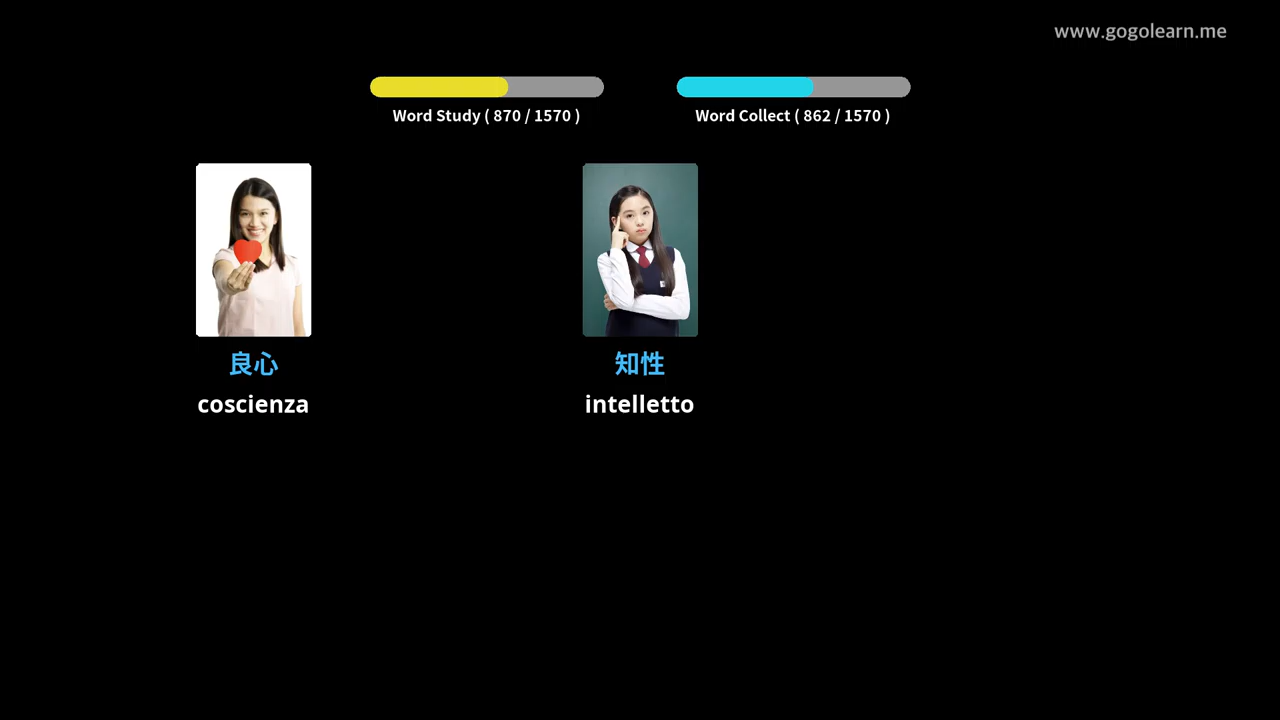 www.gogolearn.me
Word Study ( 870 / 1570 )
Word Collect ( 862 / 1570 )
良心
知性
coscienza
intelletto